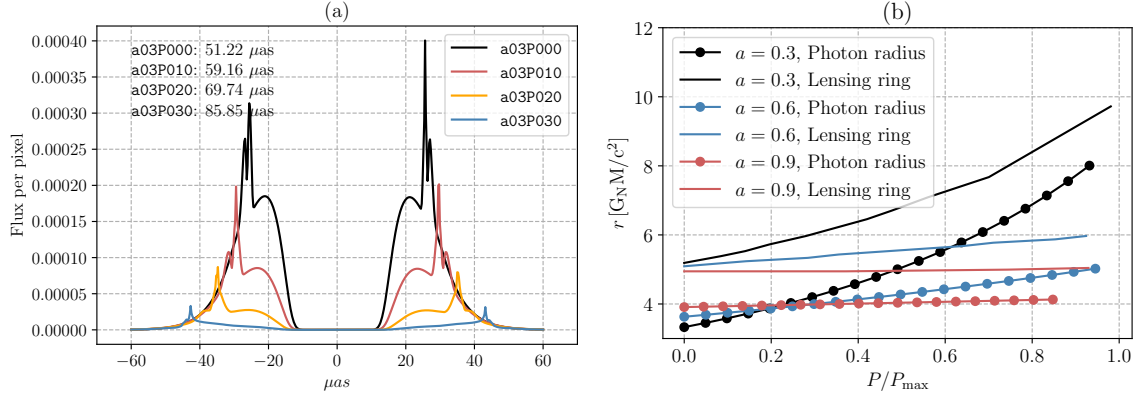 (a)
Flux per pixel
0.00040
0.00035
0.00030
0.00025
0.00020
0.00015
0.00010
0.00005
0.00000
a03P000: 51.22 μas
a03P010: 59.16 μas
a03P020: 69.74 μas
a03P030: 85.85 μas
a03P000
a03P010
a03P020
a03P030
−60 −40 −20 0 20 40 60
μas
(b)
r [G_NM/c²]
12
10
8
6
4
a = 0.3, Photon radius
a = 0.3, Lensing ring
a = 0.6, Photon radius
a = 0.6, Lensing ring
a = 0.9, Photon radius
a = 0.9, Lensing ring
0.0 0.2 0.4 0.6 0.8 1.0
P/P_max